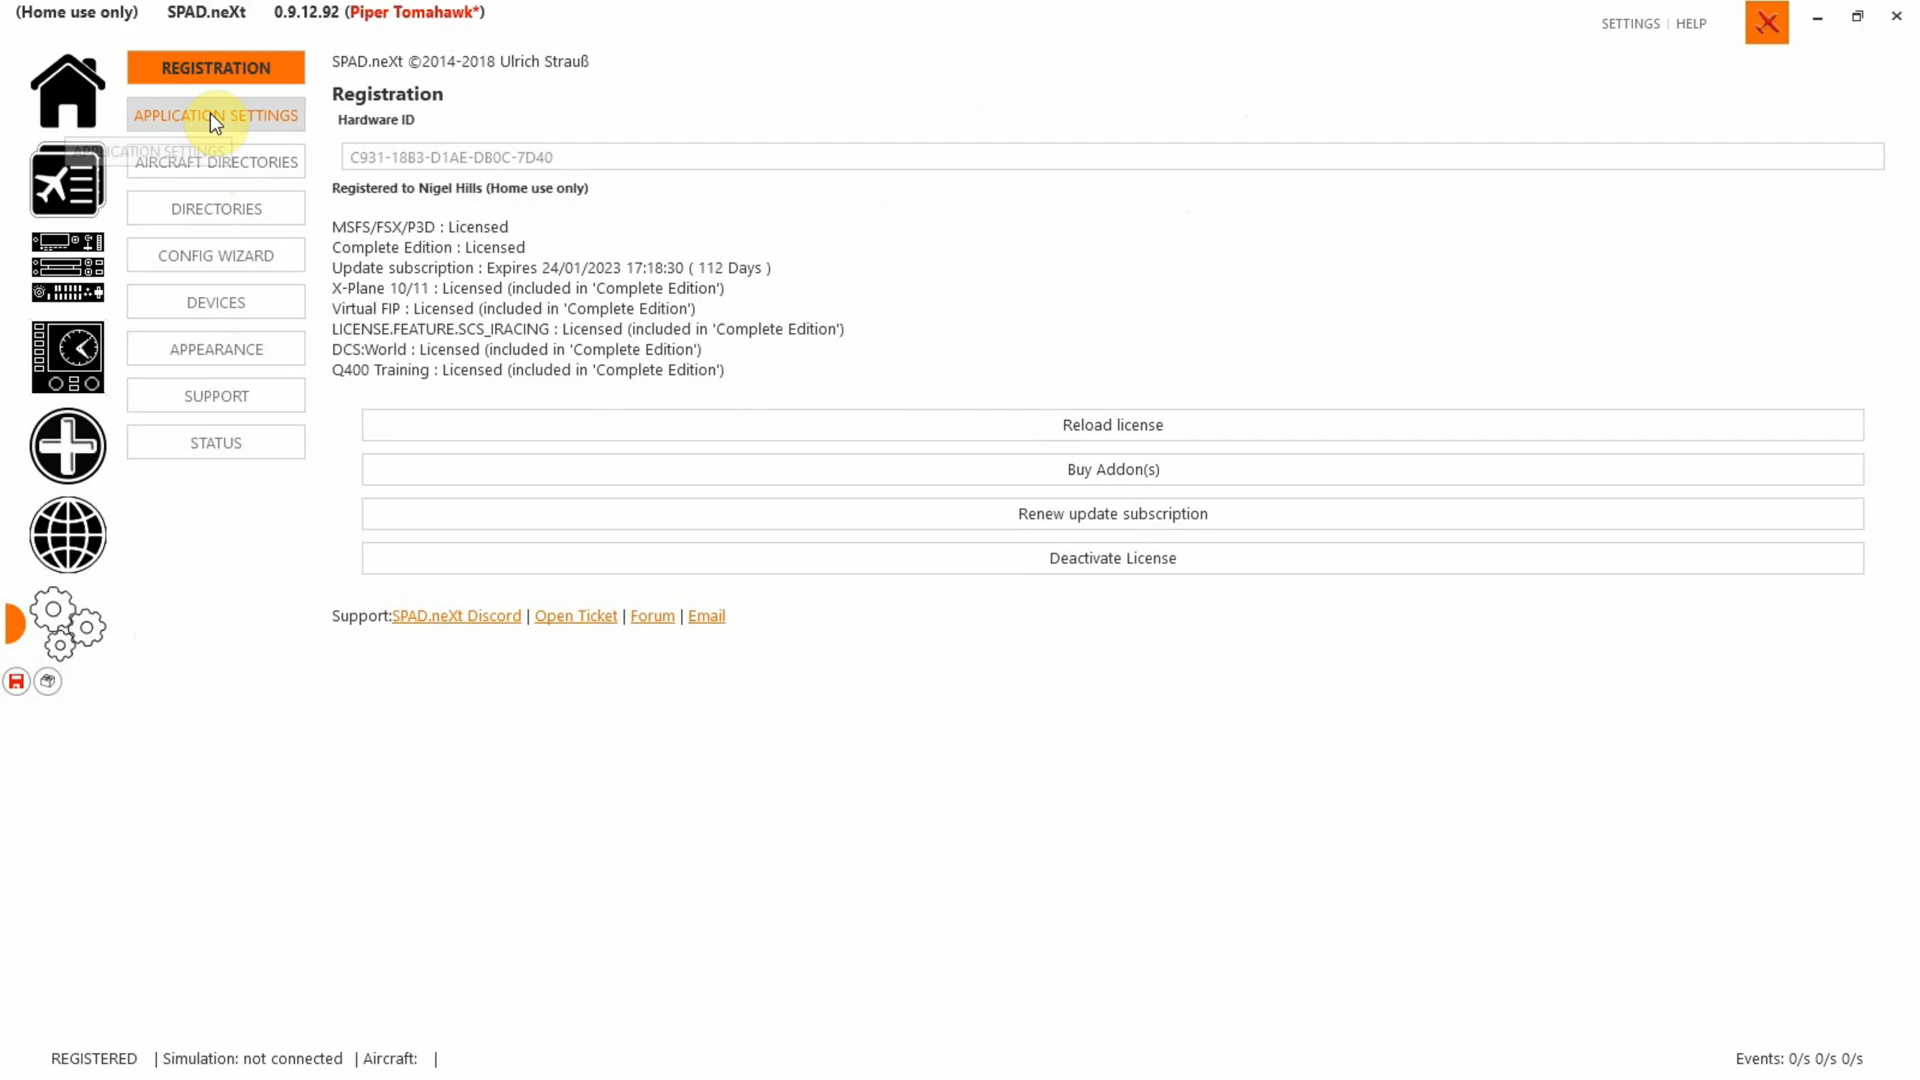 (Home use only) SPAD.neXt 0.9.12.92 (Piper Tomahawk*)
SETTINGS | HELP
REGISTRATION
APPLICATION SETTINGS
APPLICATION SETTINGS
AIRCRAFT DIRECTORIES
DIRECTORIES
CONFIG WIZARD
DEVICES
APPEARANCE
SUPPORT
STATUS
SPAD.neXt ©2014-2018 Ulrich Strauß
Registration
Hardware ID
C931-18B3-D1AE-DB0C-7D40
Registered to Nigel Hills (Home use only)
MSFS/FSX/P3D : Licensed
Complete Edition : Licensed
Update subscription : Expires 24/01/2023 17:18:30 ( 112 Days )
X-Plane 10/11 : Licensed (included in 'Complete Edition')
Virtual FIP : Licensed (included in 'Complete Edition')
LICENSE.FEATURE.SCS_IRACING : Licensed (included in 'Complete Edition')
DCS:World : Licensed (included in 'Complete Edition')
Q400 Training : Licensed (included in 'Complete Edition')
Reload license
Buy Addon(s)
Renew update subscription
Deactivate License
Support:SPAD.neXt Discord | Open Ticket | Forum | Email
REGISTERED | Simulation: not connected | Aircraft: |
Events: 0/s 0/s 0/s